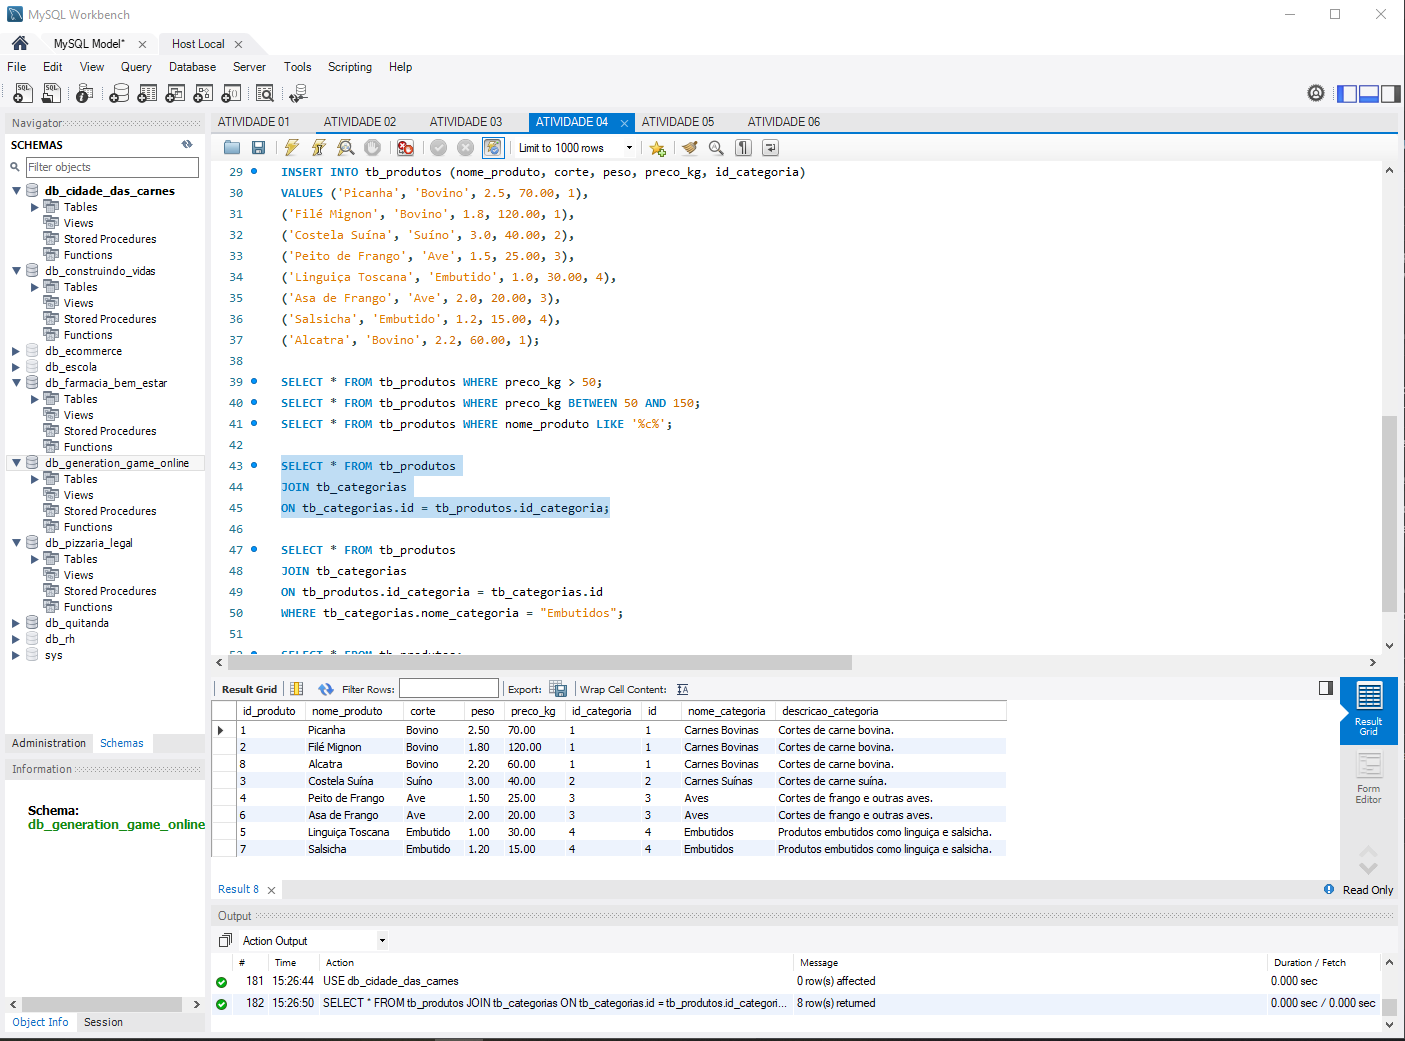 MySQL Workbench
MySQL Model*
Host Local
File Edit View Query Database Server Tools Scripting Help
Navigator
SCHEMAS
Filter objects
db_cidade_das_carnes
Tables
Views
Stored Procedures
Functions
db_construindo_vidas
Tables
Views
Stored Procedures
Functions
db_ecommerce
db_escola
db_farmacia_bem_estar
Tables
Views
Stored Procedures
Functions
db_generation_game_online
Tables
Views
Stored Procedures
Functions
db_pizzaria_legal
Tables
Views
Stored Procedures
Functions
db_quitanda
db_rh
sys
Administration Schemas
Information
Schema:
db_generation_game_online
Object Info Session
ATIVIDADE 01 ATIVIDADE 02 ATIVIDADE 03 ATIVIDADE 04 ATIVIDADE 05 ATIVIDADE 06
Limit to 1000 rows
29 INSERT INTO tb_produtos (nome_produto, corte, peso, preco_kg, id_categoria)
30 VALUES ('Picanha', 'Bovino', 2.5, 70.00, 1),
31 ('Filé Mignon', 'Bovino', 1.8, 120.00, 1),
32 ('Costela Suína', 'Suíno', 3.0, 40.00, 2),
33 ('Peito de Frango', 'Ave', 1.5, 25.00, 3),
34 ('Linguiça Toscana', 'Embutido', 1.0, 30.00, 4),
35 ('Asa de Frango', 'Ave', 2.0, 20.00, 3),
36 ('Salsicha', 'Embutido', 1.2, 15.00, 4),
37 ('Alcatra', 'Bovino', 2.2, 60.00, 1);
38
39 SELECT * FROM tb_produtos WHERE preco_kg > 50;
40 SELECT * FROM tb_produtos WHERE preco_kg BETWEEN 50 AND 150;
41 SELECT * FROM tb_produtos WHERE nome_produto LIKE '%c%';
42
43 SELECT * FROM tb_produtos
44 JOIN tb_categorias
45 ON tb_categorias.id = tb_produtos.id_categoria;
46
47 SELECT * FROM tb_produtos
48 JOIN tb_categorias
49 ON tb_produtos.id_categoria = tb_categorias.id
50 WHERE tb_categorias.nome_categoria = "Embutidos";
51
52 SELECT * FROM tb_produtos;
Result Grid Filter Rows: Export: Wrap Cell Content:
id_produto nome_produto corte peso preco_kg id_categoria id nome_categoria descricao_categoria
1 Picanha Bovino 2.50 70.00 1 1 Carnes Bovinas Cortes de carne bovina.
2 Filé Mignon Bovino 1.80 120.00 1 1 Carnes Bovinas Cortes de carne bovina.
8 Alcatra Bovino 2.20 60.00 1 1 Carnes Bovinas Cortes de carne bovina.
3 Costela Suína Suíno 3.00 40.00 2 2 Carnes Suínas Cortes de carne suína.
4 Peito de Frango Ave 1.50 25.00 3 3 Aves Cortes de frango e outras aves.
6 Asa de Frango Ave 2.00 20.00 3 3 Aves Cortes de frango e outras aves.
5 Linguiça Toscana Embutido 1.00 30.00 4 4 Embutidos Produtos embutidos como linguiça e salsicha.
7 Salsicha Embutido 1.20 15.00 4 4 Embutidos Produtos embutidos como linguiça e salsicha.
Result Grid
Form Editor
Result 8
Read Only
Output
Action Output
# Time Action Message Duration / Fetch
181 15:26:44 USE db_cidade_das_carnes 0 row(s) affected 0.000 sec
182 15:26:50 SELECT * FROM tb_produtos JOIN tb_categorias ON tb_categorias.id = tb_produtos.id_categori... 8 row(s) returned 0.000 sec / 0.000 sec